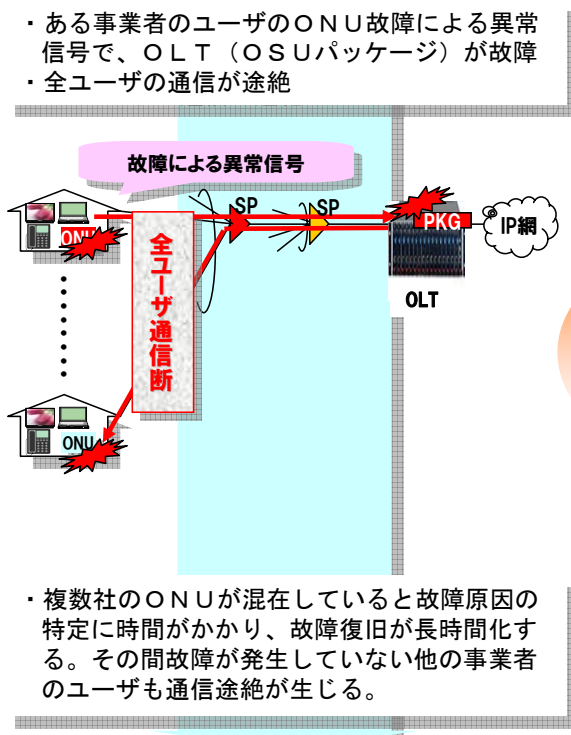 ・ある事業者のユーザのＯＮＵ故障による異常
信号で、ＯＬＴ（ＯＳＵパッケージ）が故障
・全ユーザの通信が途絶
故障による異常信号
SP
SP
ONU
PKG
IP網
全ユーザ通信断
OLT
ONU
・複数社のＯＮＵが混在していると故障原因の
特定に時間がかかり、故障復旧が長時間化す
る。その間故障が発生していない他の事業者
のユーザも通信途絶が生じる。